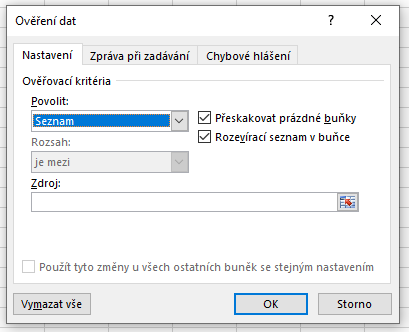 Ověření dat ? ×
Nastavení Zpráva při zadávání Chybové hlášení
Ověřovací kritéria
Povolit:
Seznam
Přeskakovat prázdné buňky
Rozsah:
Rozevírací seznam v buňce
je mezi
Zdroj:
Použít tyto změny u všech ostatních buněk se stejným nastavením
Vymazat vše OK Storno